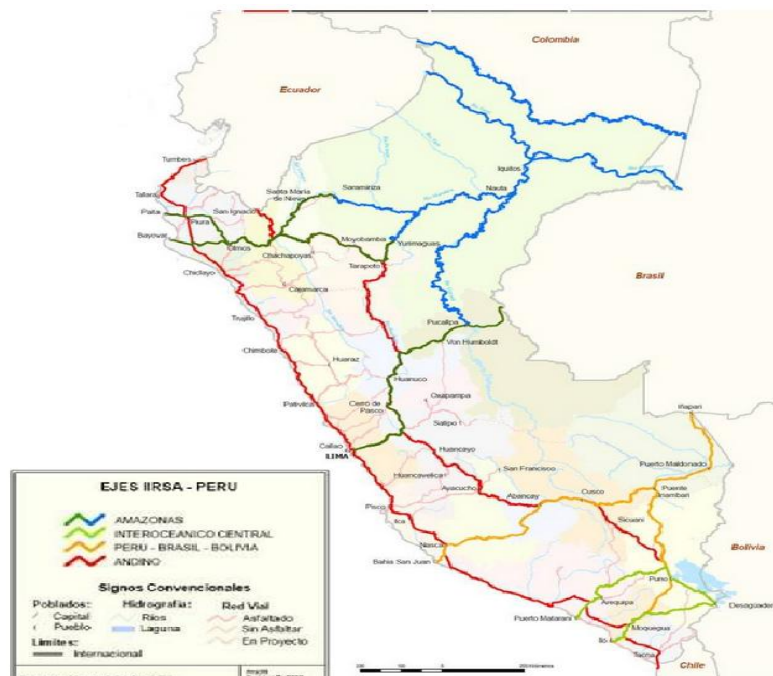 Colombia
Ecuador
Tumbes
Talara
Paita
Piura
Bayovar
San Ignacio
Santa María
de Nieva
Saramiriza
Iquitos
Nauta
Olmos
Moyobamba
Yurimaguas
Chachapoyas
Tarapoto
Chiclayo
Cajamarca
Brasil
Trujillo
Pucallpa
Von Humboldt
Chimbote
Huaraz
Huanuco
Pativilca
Cerro de
Pasco
Oxapampa
Satipo
Iñapari
Callao
LIMA
Huancayo
San Francisco
Puerto Maldonado
Huancavelica
Ayacucho
Abancay
Cusco
Puente
Inambari
Pisco
Ica
Sicuani
Nasca
Bahia San Juan
Bolivia
Puno
Desaguadero
Arequipa
Puerto Matarani
Moquegua
Ilo
Tacna
Chile
EJES IIRSA - PERU
AMAZONAS
INTEROCEANICO CENTRAL
PERU - BRASIL - BOLIVIA
ANDINO
Signos Convencionales
Poblados:
Capital
Pueblo
Hidrografía:
Ríos
Laguna
Red Vial
Asfaltado
Sin Asfaltar
En Proyecto
Límites:
Internacional